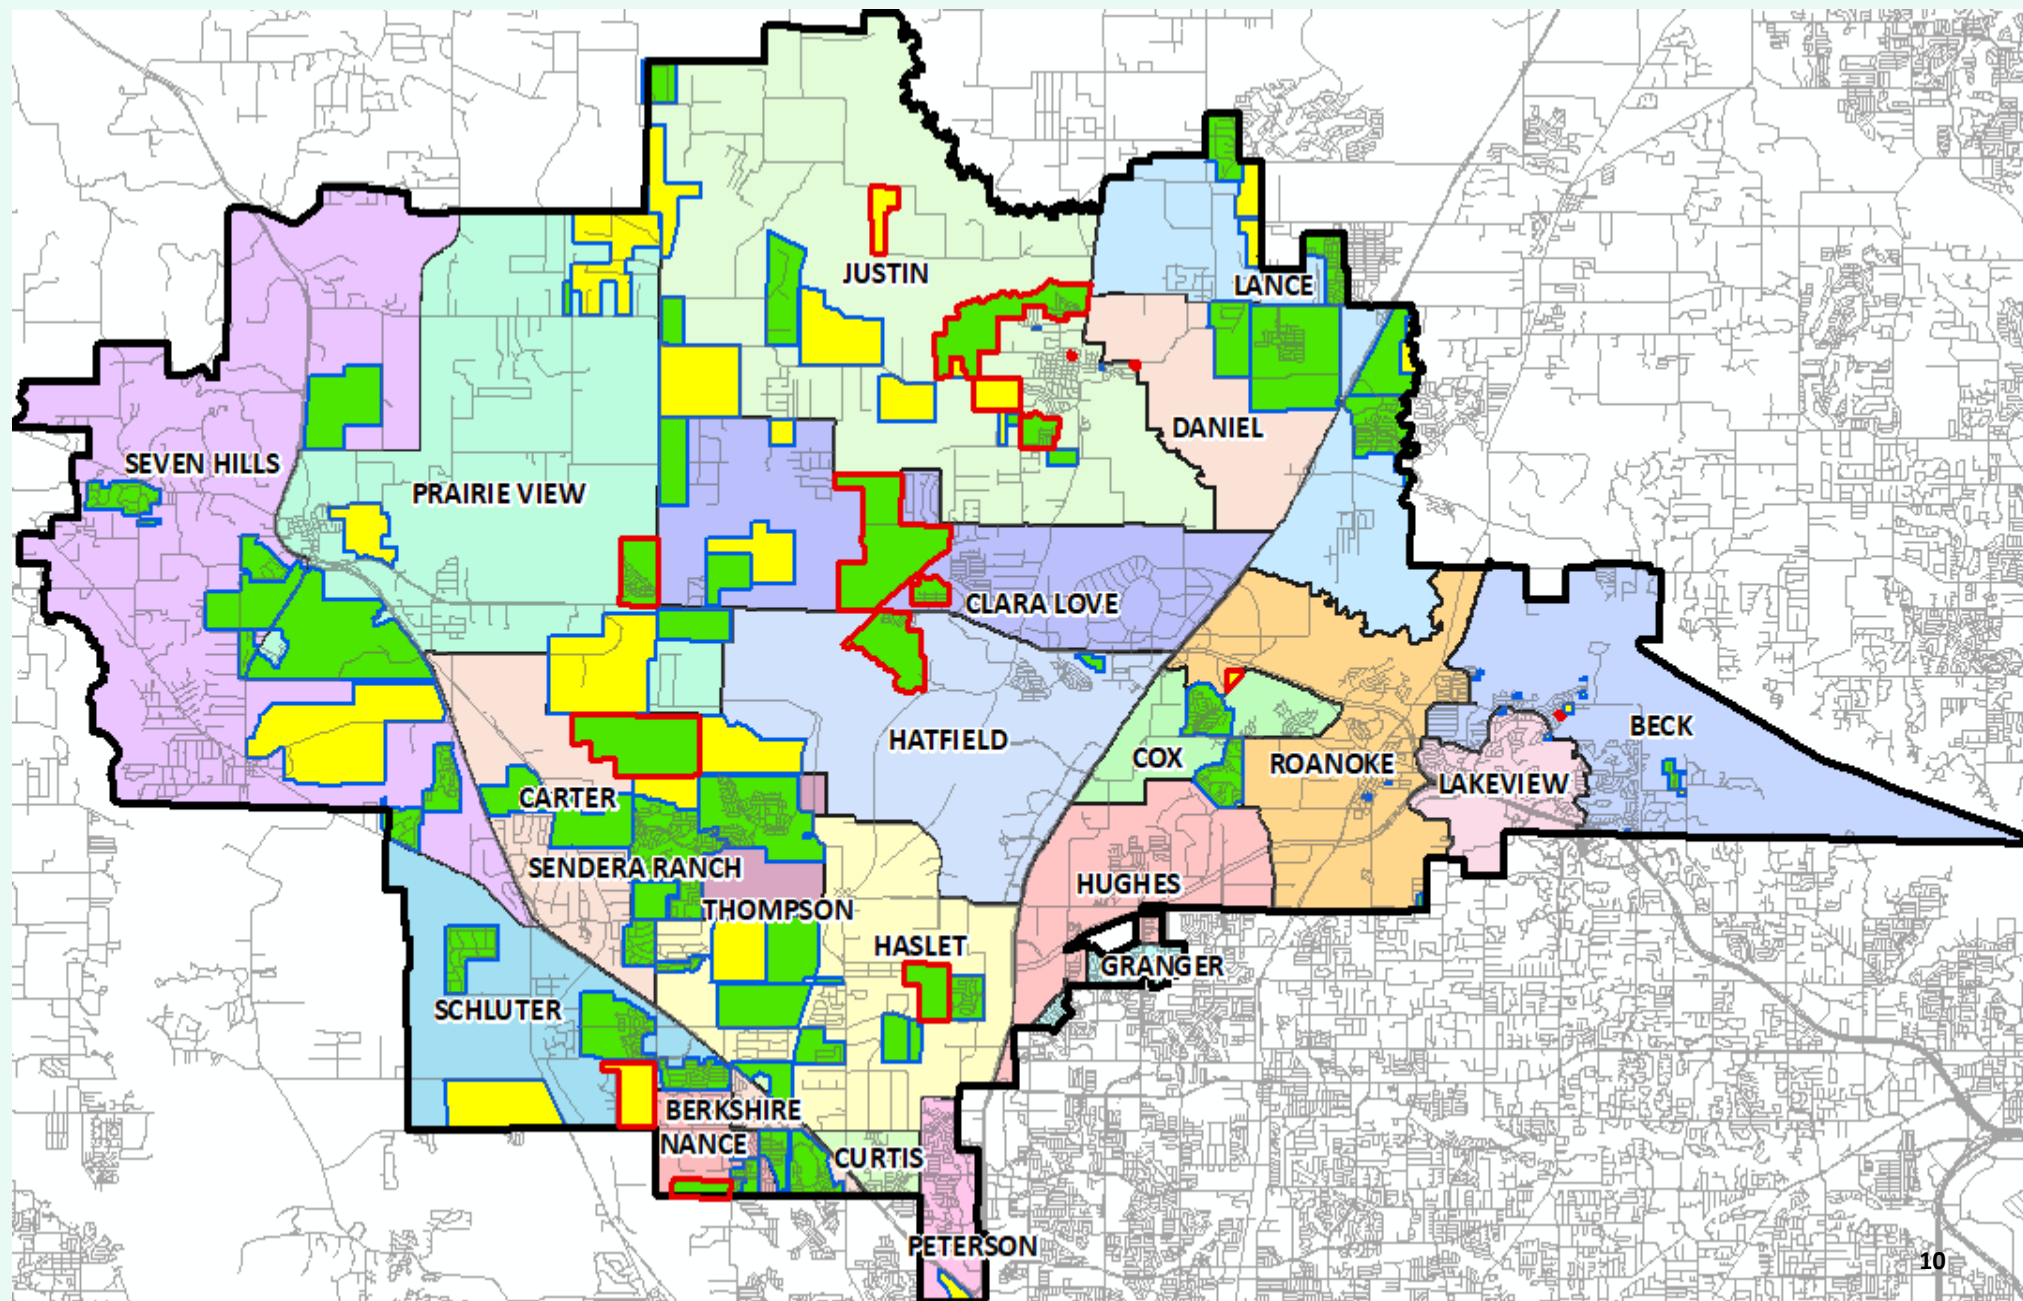 JUSTIN
LANCE
DANIEL
SEVEN HILLS
PRAIRIE VIEW
CLARA LOVE
BECK
HATFIELD
COX
ROANOKE
LAKEVIEW
CARTER
SENDERA RANCH
HUGHES
THOMPSON
HASLET
GRANGER
SCHLUTER
BERKSHIRE
NANCE
CURTIS
PETERSON
10